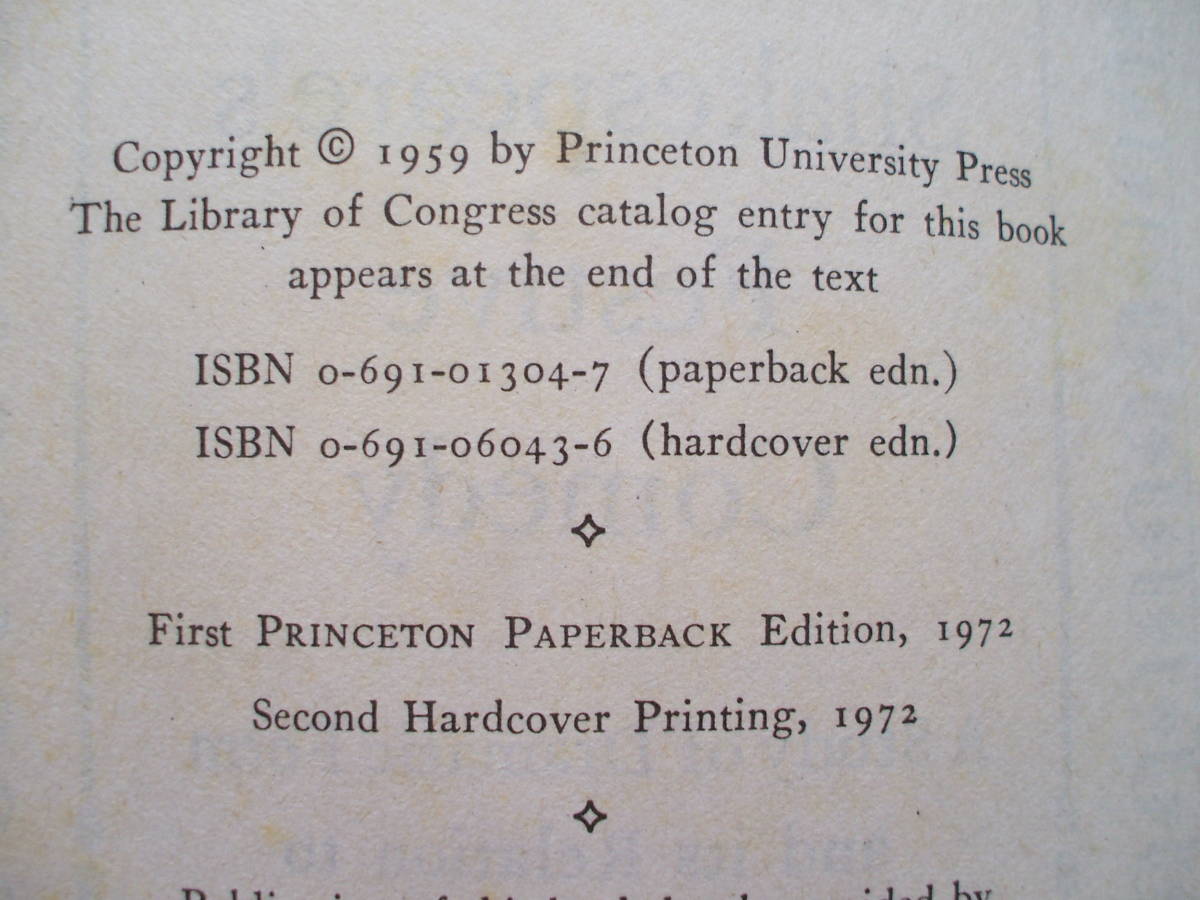 Copyright © 1959 by Princeton University Press
The Library of Congress catalog entry for this book
appears at the end of the text
ISBN 0-691-01304-7 (paperback edn.)
ISBN 0-691-06043-6 (hardcover edn.)
First PRINCETON PAPERBACK Edition, 1972
Second Hardcover Printing, 1972